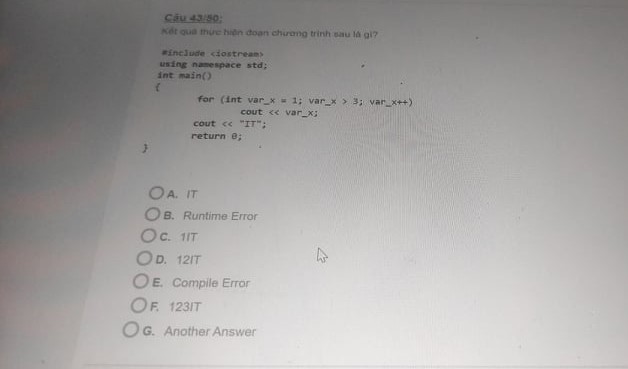 Câu 43/50:
Kết quả thực hiện đoạn chương trình sau là gì?
#include <iostream>
using namespace std;
int main()
{
for (int var_x = 1; var_x > 3; var_x++)
cout << var_x;
cout << "IT";
return 0;
}
A. IT
B. Runtime Error
C. 1IT
D. 12IT
E. Compile Error
F. 123IT
G. Another Answer